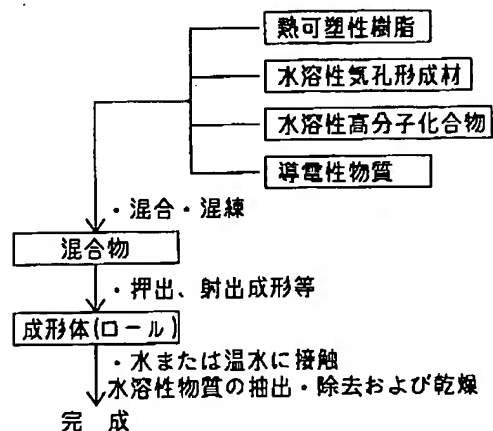 熱可塑性樹脂
水溶性気孔形成材
水溶性高分子化合物
導電性物質
・混合・混練
混合物
・押出、射出成形等
成形体(ロール)
・水または温水に接触
水溶性物質の抽出・除去および乾燥
完 成